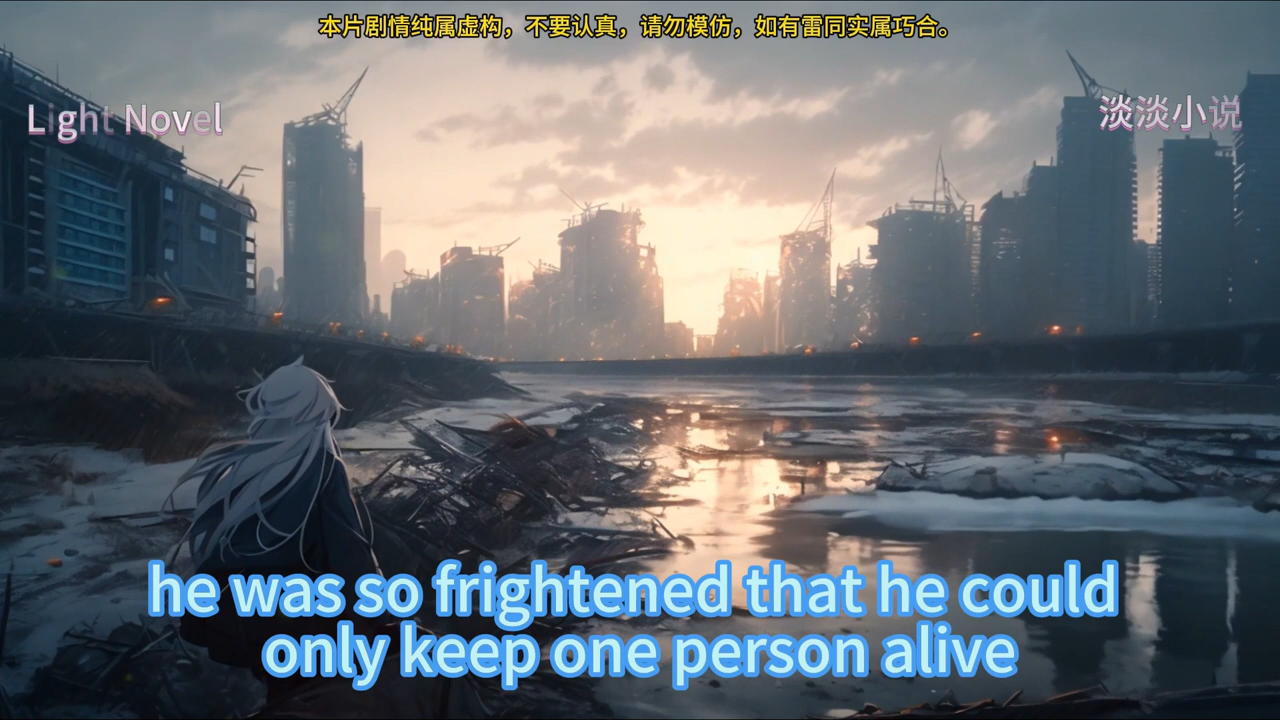 本片剧情纯属虚构，不要认真，请勿模仿，如有雷同实属巧合。
Light Novel
淡淡小说
he was so frightened that he could
only keep one person alive